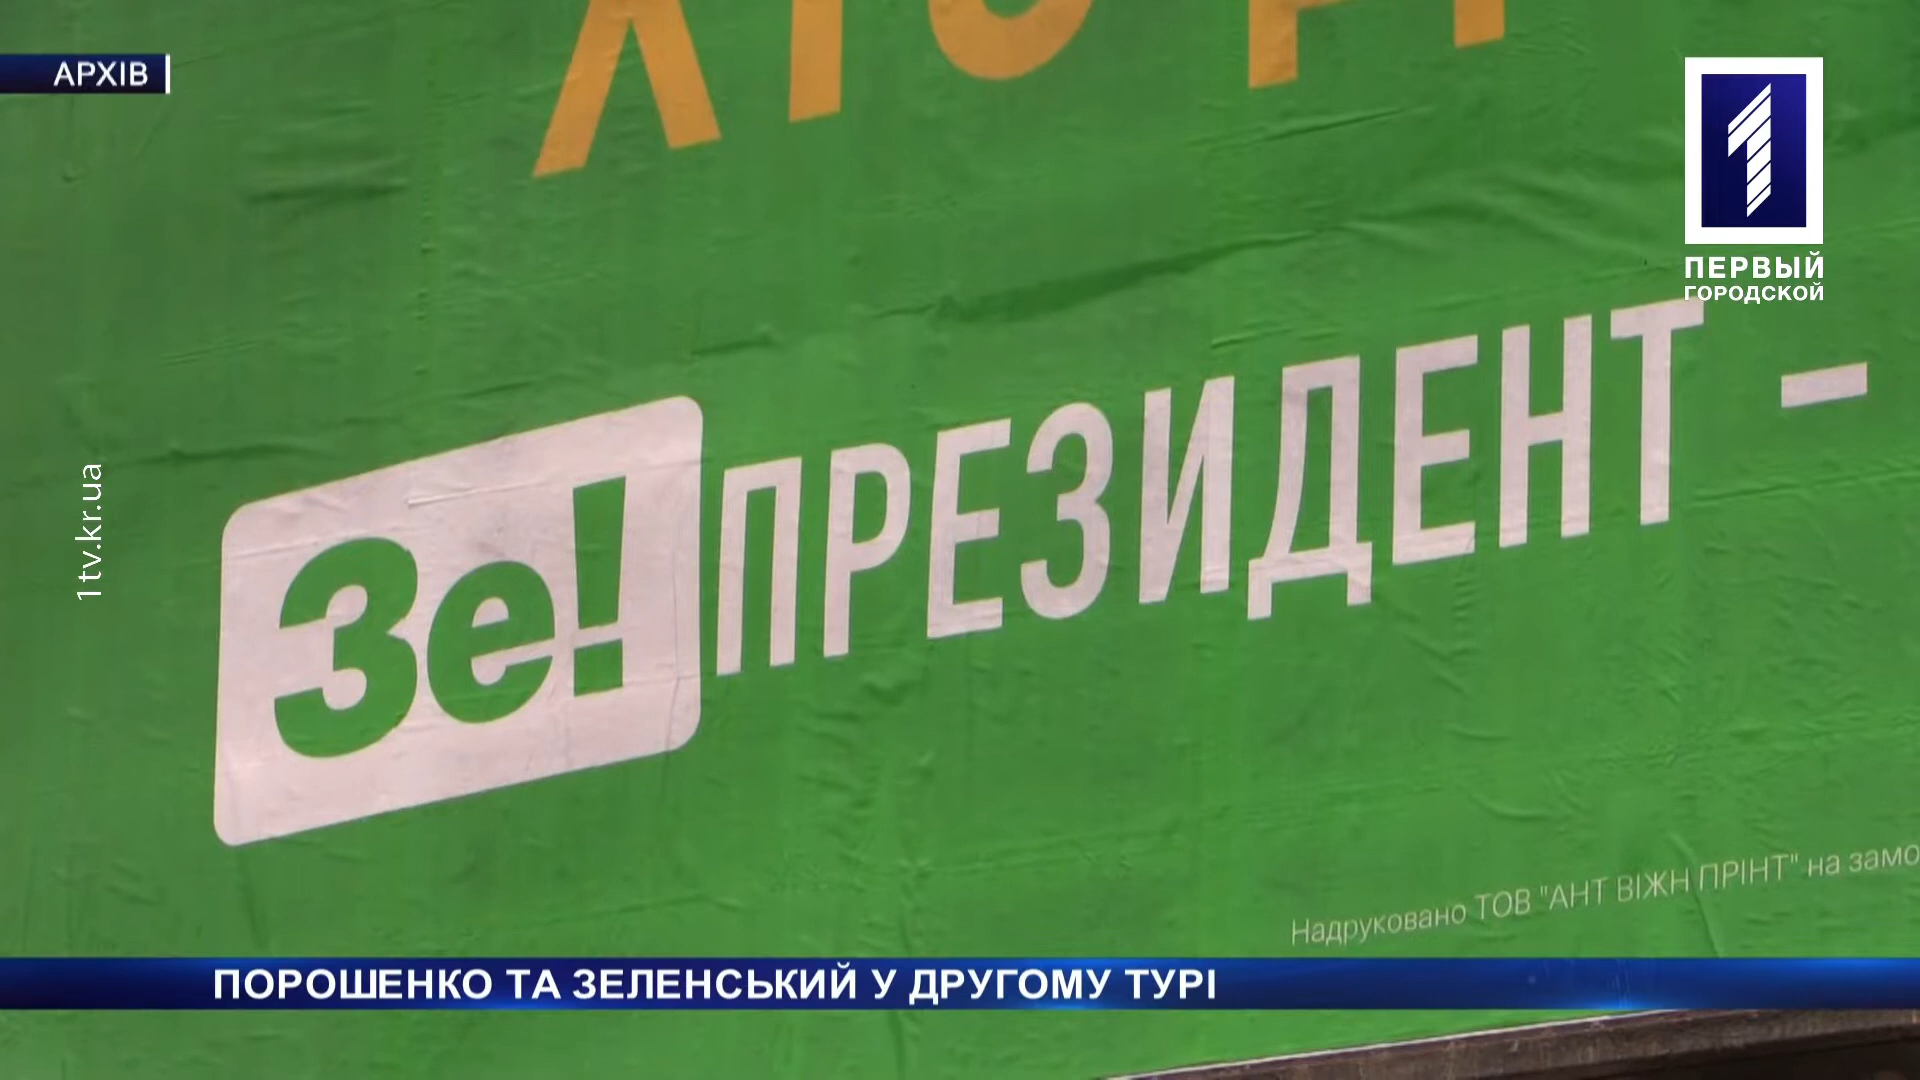 АРХІВ
1
ПЕРВЫЙ
ГОРОДСКОЙ
Зе! ПРЕЗИДЕНТ –
1tv.kr.ua
Надруковано ТОВ "АНТ ВІЖН ПРІНТ" на замо
ПОРОШЕНКО ТА ЗЕЛЕНСЬКИЙ У ДРУГОМУ ТУРІ